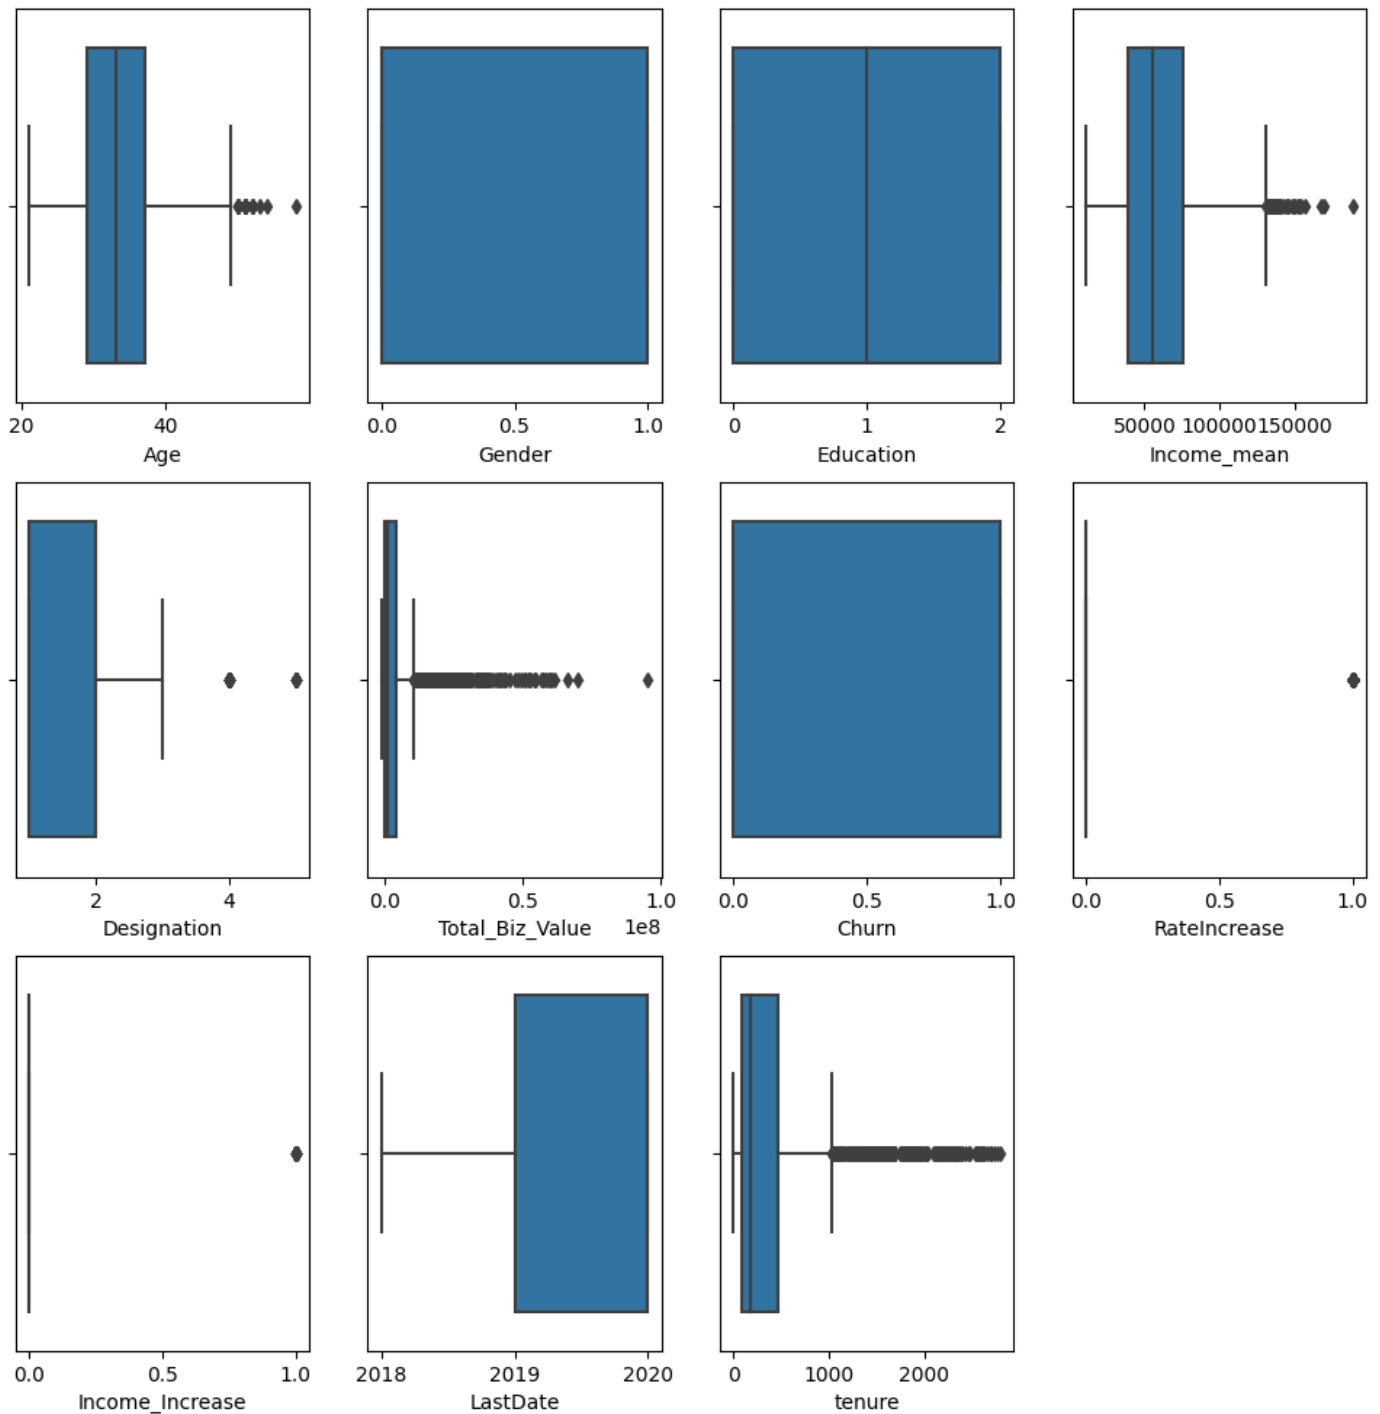 20 40
Age
0.0 0.5 1.0
Gender
0 1 2
Education
50000 100000 150000
Income_mean
2 4
Designation
0.0 0.5 1.0
Total_Biz_Value 1e8
0.0 0.5 1.0
Churn
0.0 0.5 1.0
RateIncrease
0.0 0.5 1.0
Income_Increase
2018 2019 2020
LastDate
0 1000 2000
tenure